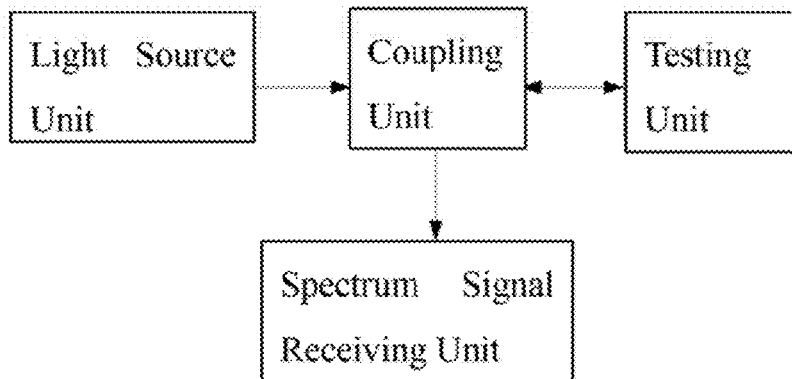 Light Source
Unit
Coupling
Unit
Testing
Unit
Spectrum Signal
Receiving Unit